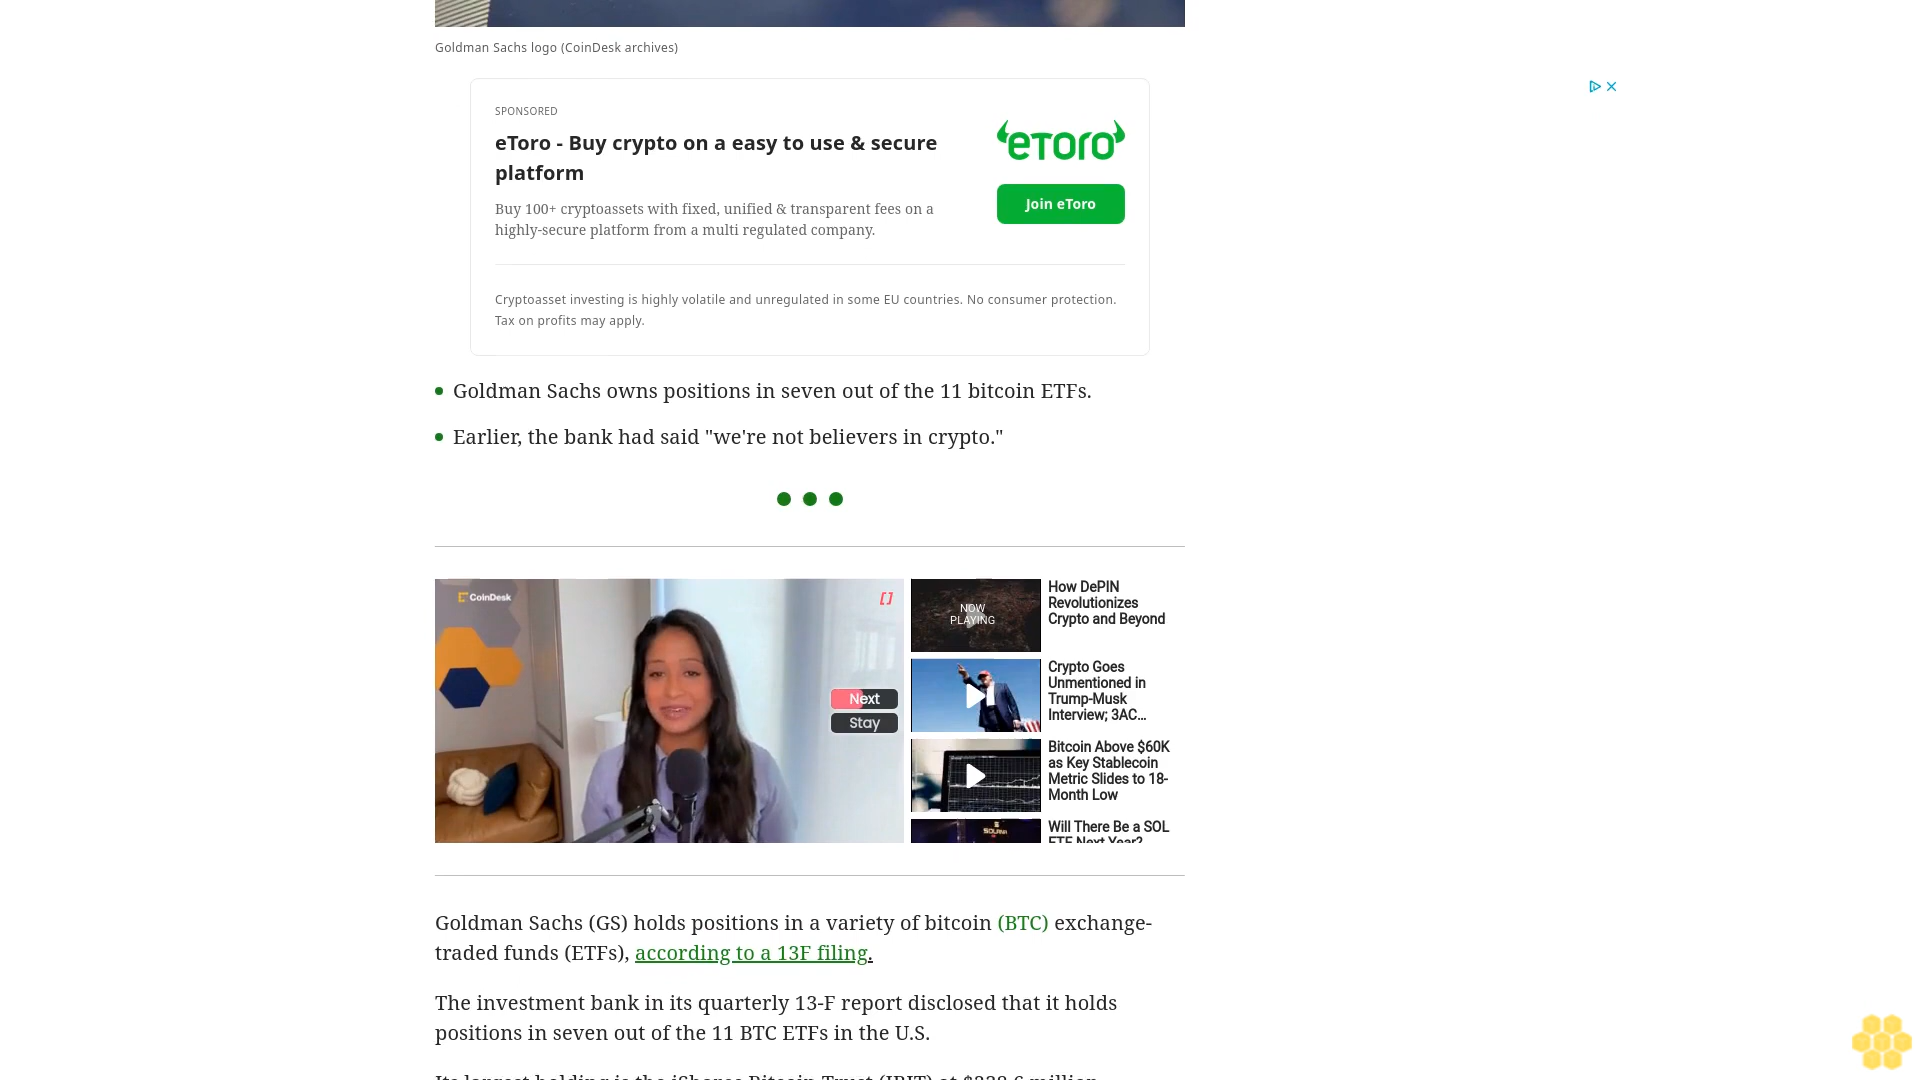 Goldman Sachs logo (CoinDesk archives)
SPONSORED
eToro - Buy crypto on a easy to use & secure
platform
Buy 100+ cryptoassets with fixed, unified & transparent fees on a
highly-secure platform from a multi regulated company.
eToro
Join eToro
Cryptoasset investing is highly volatile and unregulated in some EU countries. No consumer protection.
Tax on profits may apply.
Goldman Sachs owns positions in seven out of the 11 bitcoin ETFs.
Earlier, the bank had said "we're not believers in crypto."
CoinDesk
Next
Stay
NOW
PLAYING
How DePIN
Revolutionizes
Crypto and Beyond
Crypto Goes
Unmentioned in
Trump-Musk
Interview; 3AC...
Bitcoin Above $60K
as Key Stablecoin
Metric Slides to 18-
Month Low
SOLANA
Will There Be a SOL
ETF Next Year?
Goldman Sachs (GS) holds positions in a variety of bitcoin (BTC) exchange-
traded funds (ETFs), according to a 13F filing.
The investment bank in its quarterly 13-F report disclosed that it holds
positions in seven out of the 11 BTC ETFs in the U.S.
Its largest holding is the iShares Bitcoin Trust (IBIT) at $238.6 million,